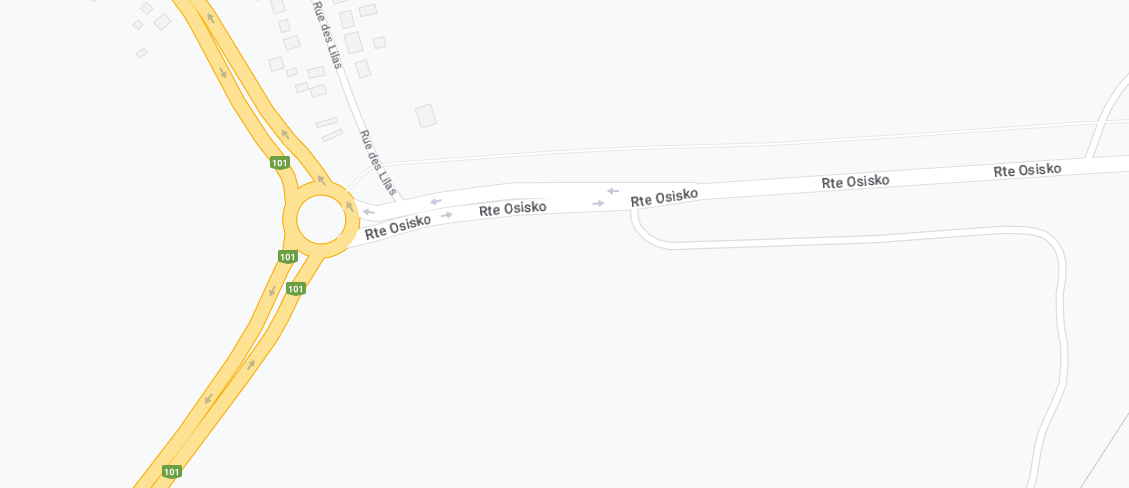 Rue des Lilas
Rue des Lilas
101
Rte Osisko
Rte Osisko
Rte Osisko
Rte Osisko
Rte Osisko
101
101
101